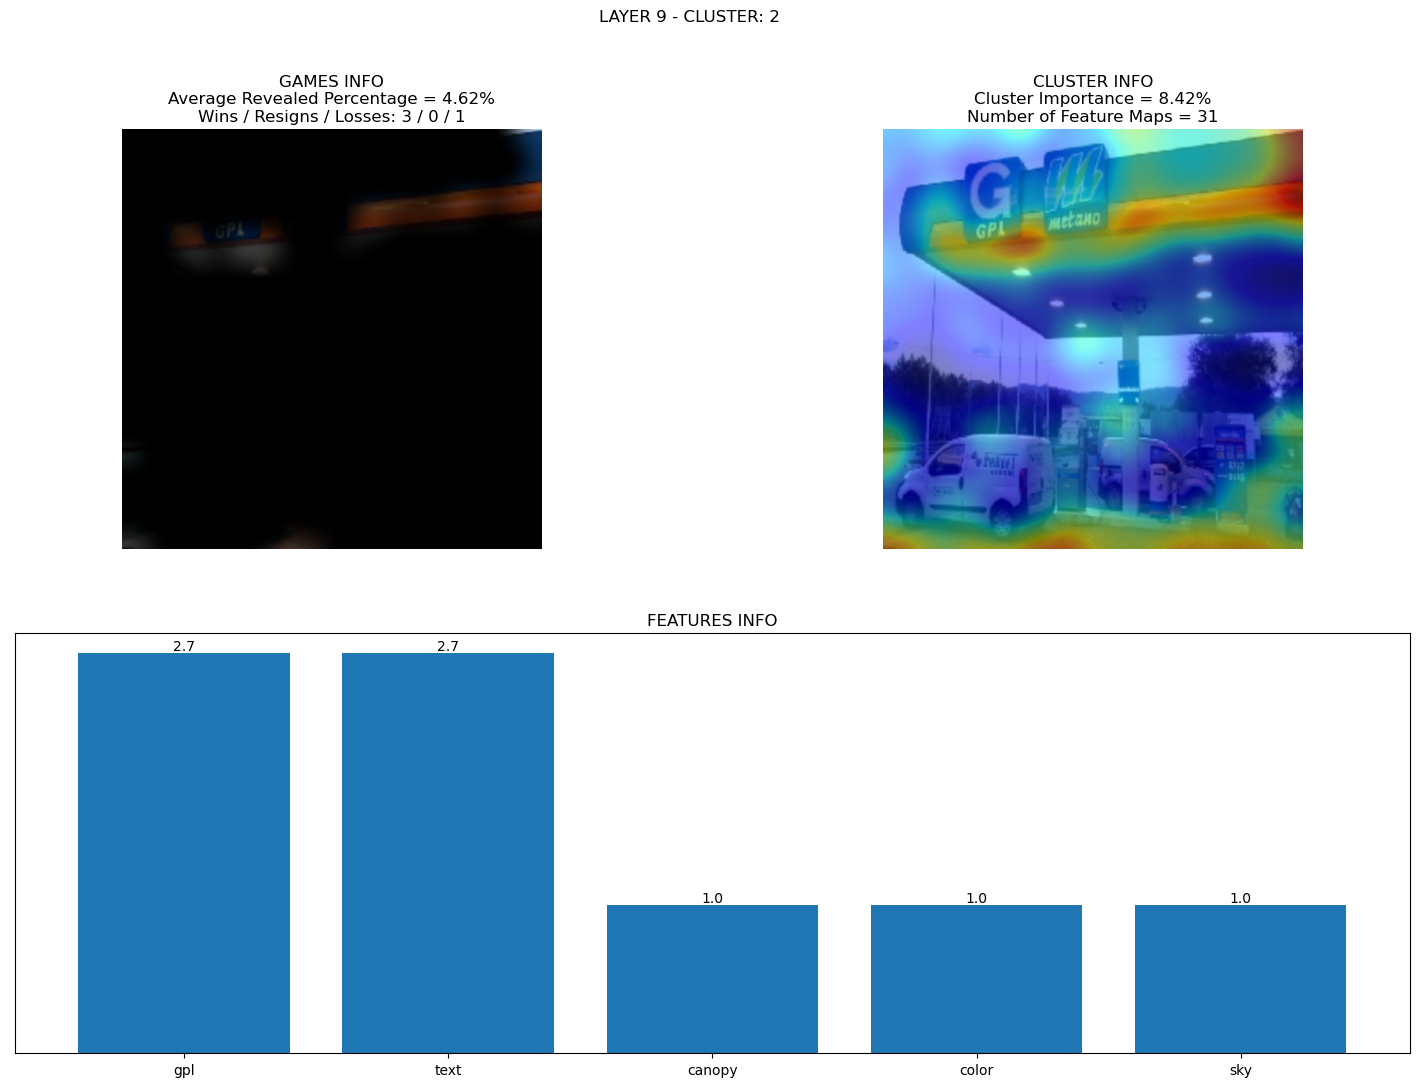 LAYER 9 - CLUSTER: 2
GAMES INFO
Average Revealed Percentage = 4.62%
Wins / Resigns / Losses: 3 / 0 / 1
GPL
CLUSTER INFO
Cluster Importance = 8.42%
Number of Feature Maps = 31
G
GPL
metano
FEATURES INFO
2.7
2.7
1.0
1.0
1.0
gpl
text
canopy
color
sky